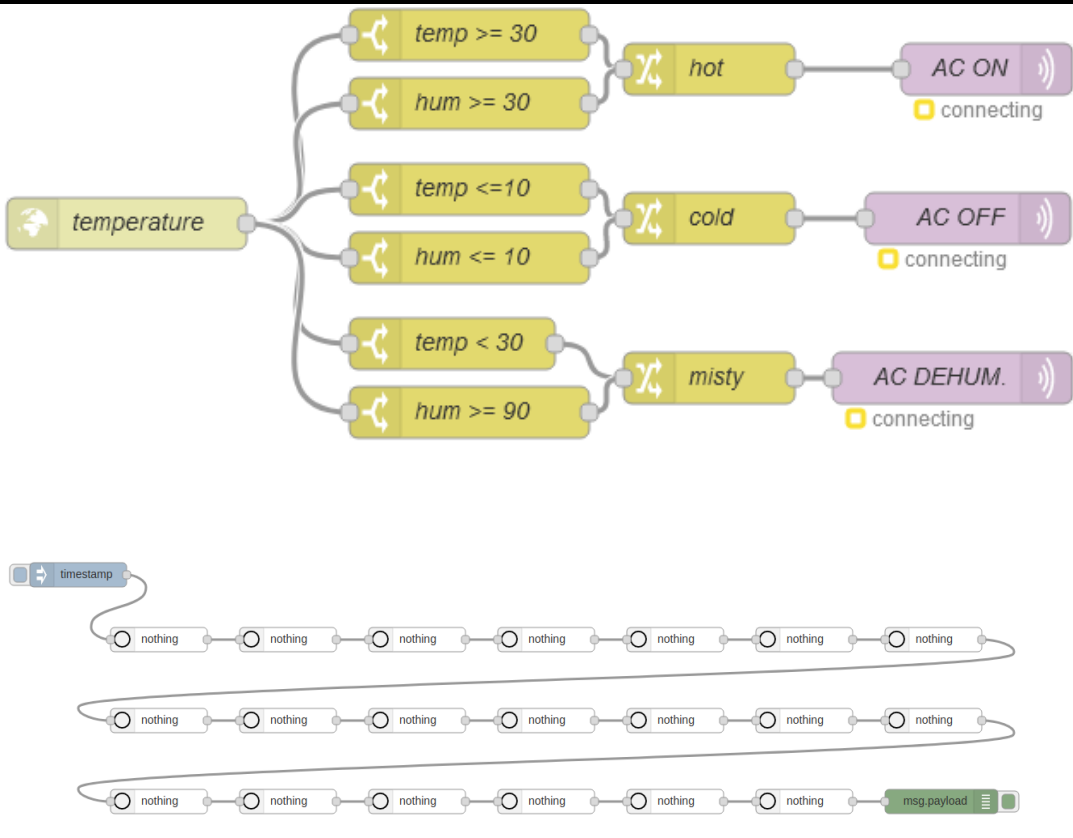 temp >= 30
hum >= 30
hot
AC ON
connecting
temperature
temp <=10
hum <= 10
cold
AC OFF
connecting
temp < 30
hum >= 90
misty
AC DEHUM.
connecting
timestamp
nothing nothing nothing nothing nothing nothing nothing
nothing nothing nothing nothing nothing nothing nothing
nothing nothing nothing nothing nothing nothing msg.payload